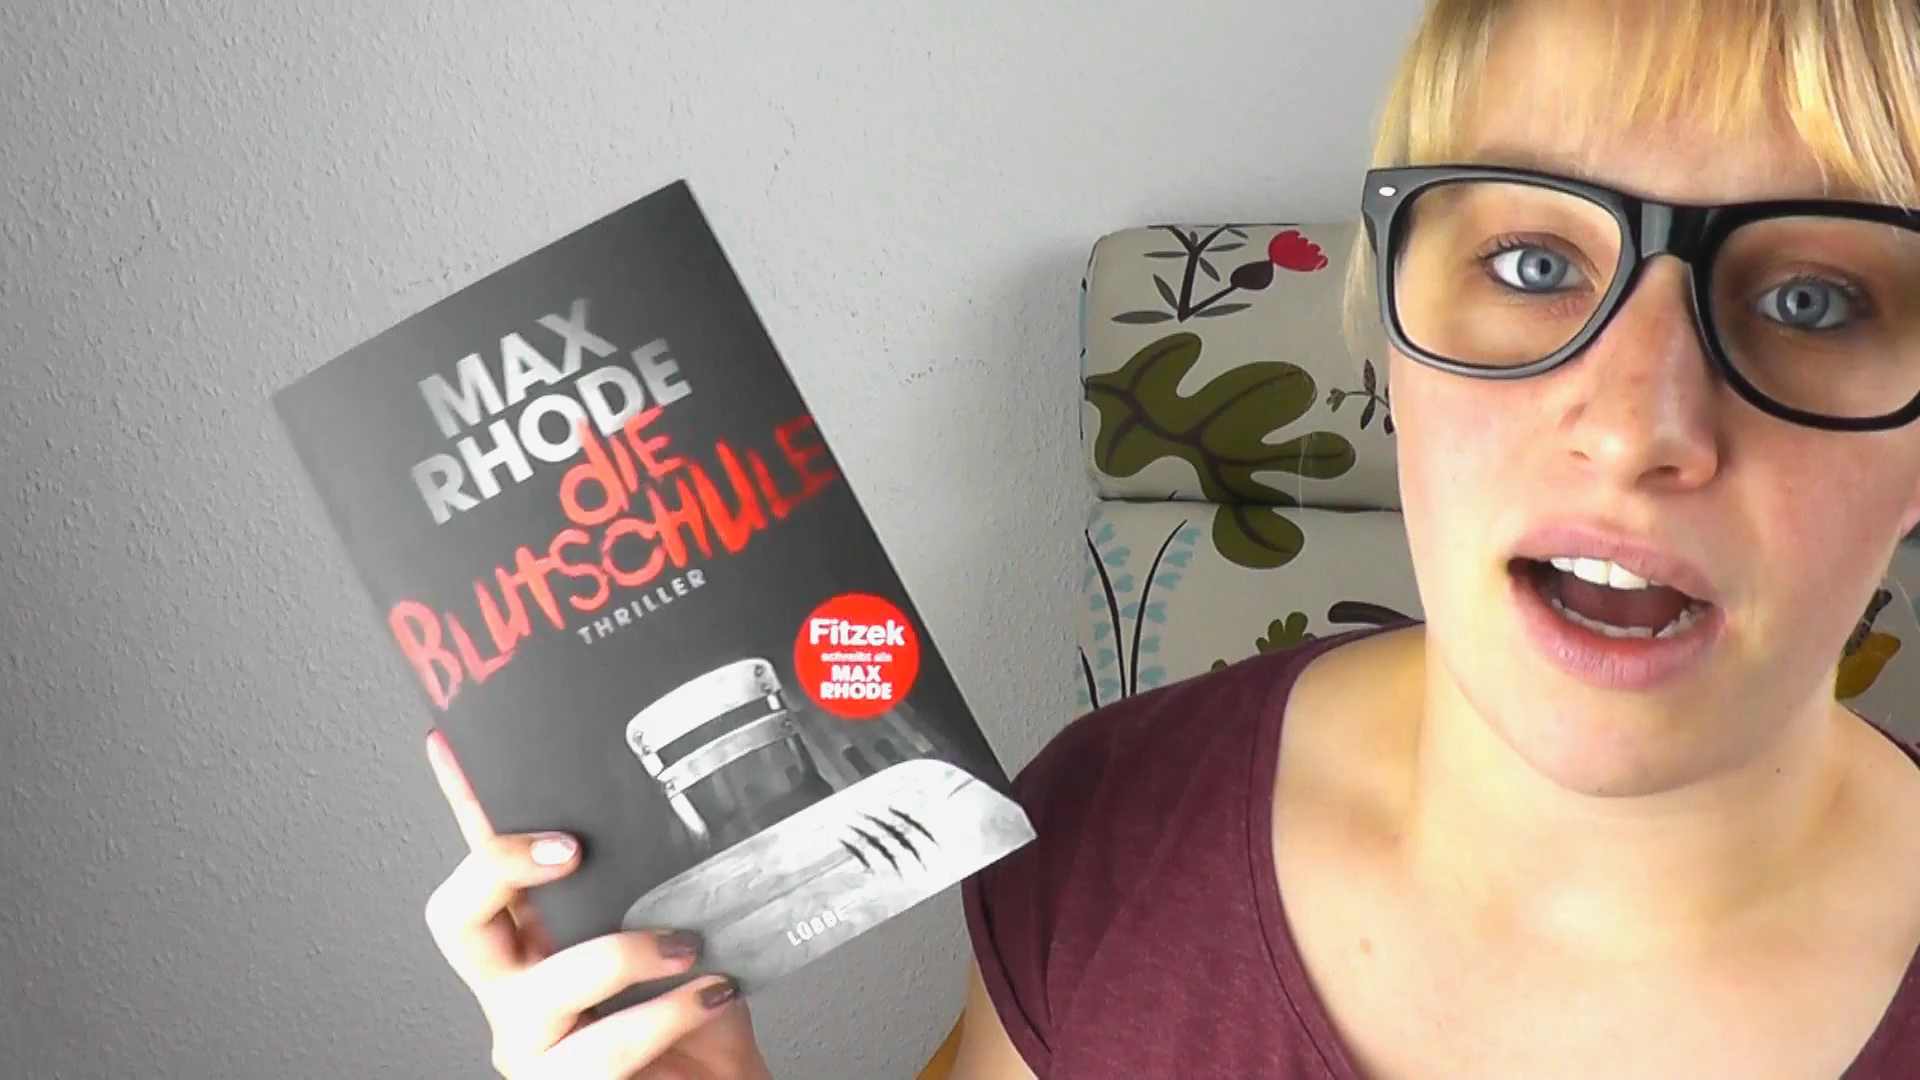 MAX
RHODE
diE
BLUtSCHULE
THRILLER
Fitzek
schreibt als
MAX
RHODE
LÜBBE